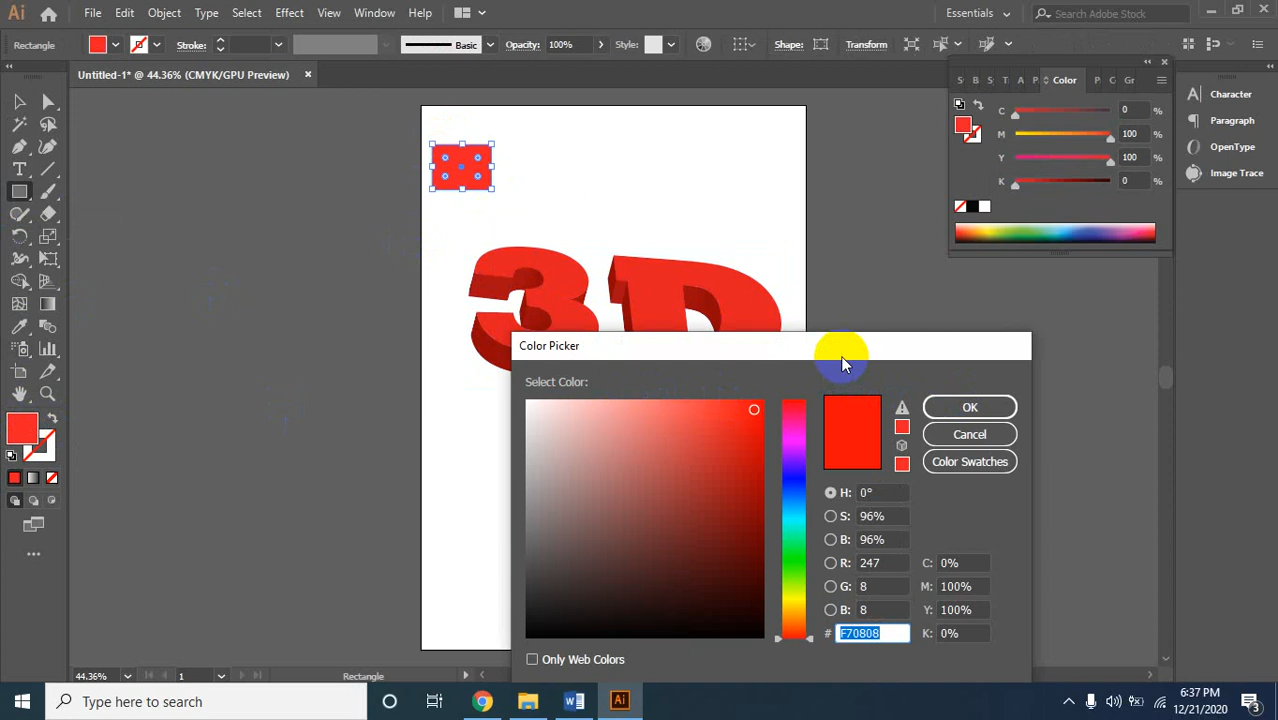 Ai File Edit Object Type Select Effect View Window Help Essentials Search Adobe Stock
Rectangle Stroke: Basic Opacity: 100% Style: Shape: Transform
Untitled-1* @ 44.36% (CMYK/GPU Preview)
S B S T A Color C Gr
C 0 %
M 100 %
Y 100 %
K 0 %
Character
Paragraph
OpenType
Image Trace
3D
Color Picker
Select Color:
OK
Cancel
Color Swatches
H: 0°
S: 96%
B: 96%
R: 247 C: 0%
G: 8 M: 100%
B: 8 Y: 100%
# F70808 K: 0%
Only Web Colors
44.36% 1 Rectangle
Type here to search
W Ai
6:37 PM
12/21/2020
3